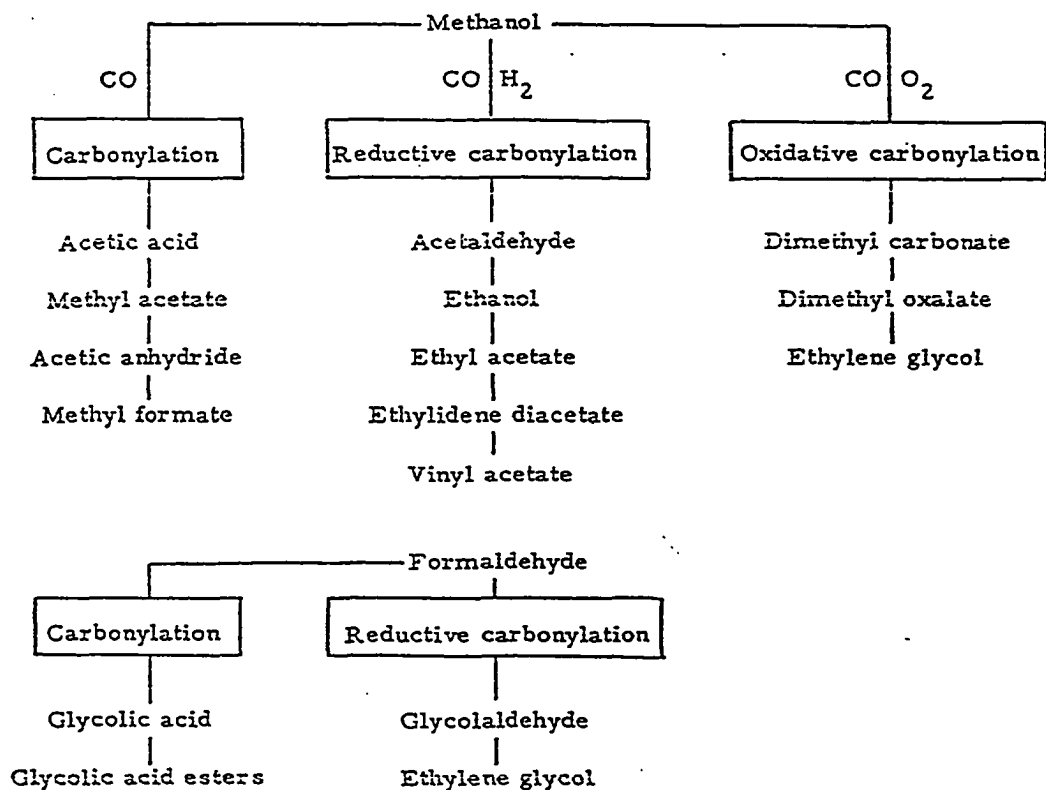 Methanol
CO
CO H2
CO O2
Carbonylation
Reductive carbonylation
Oxidative carbonylation
Acetic acid
Acetaldehyde
Dimethyl carbonate
Methyl acetate
Ethanol
Dimethyl oxalate
Acetic anhydride
Ethyl acetate
Ethylene glycol
Methyl formate
Ethylidene diacetate
Vinyl acetate
Formaldehyde
Carbonylation
Reductive carbonylation
Glycolic acid
Glycolaldehyde
Glycolic acid esters
Ethylene glycol